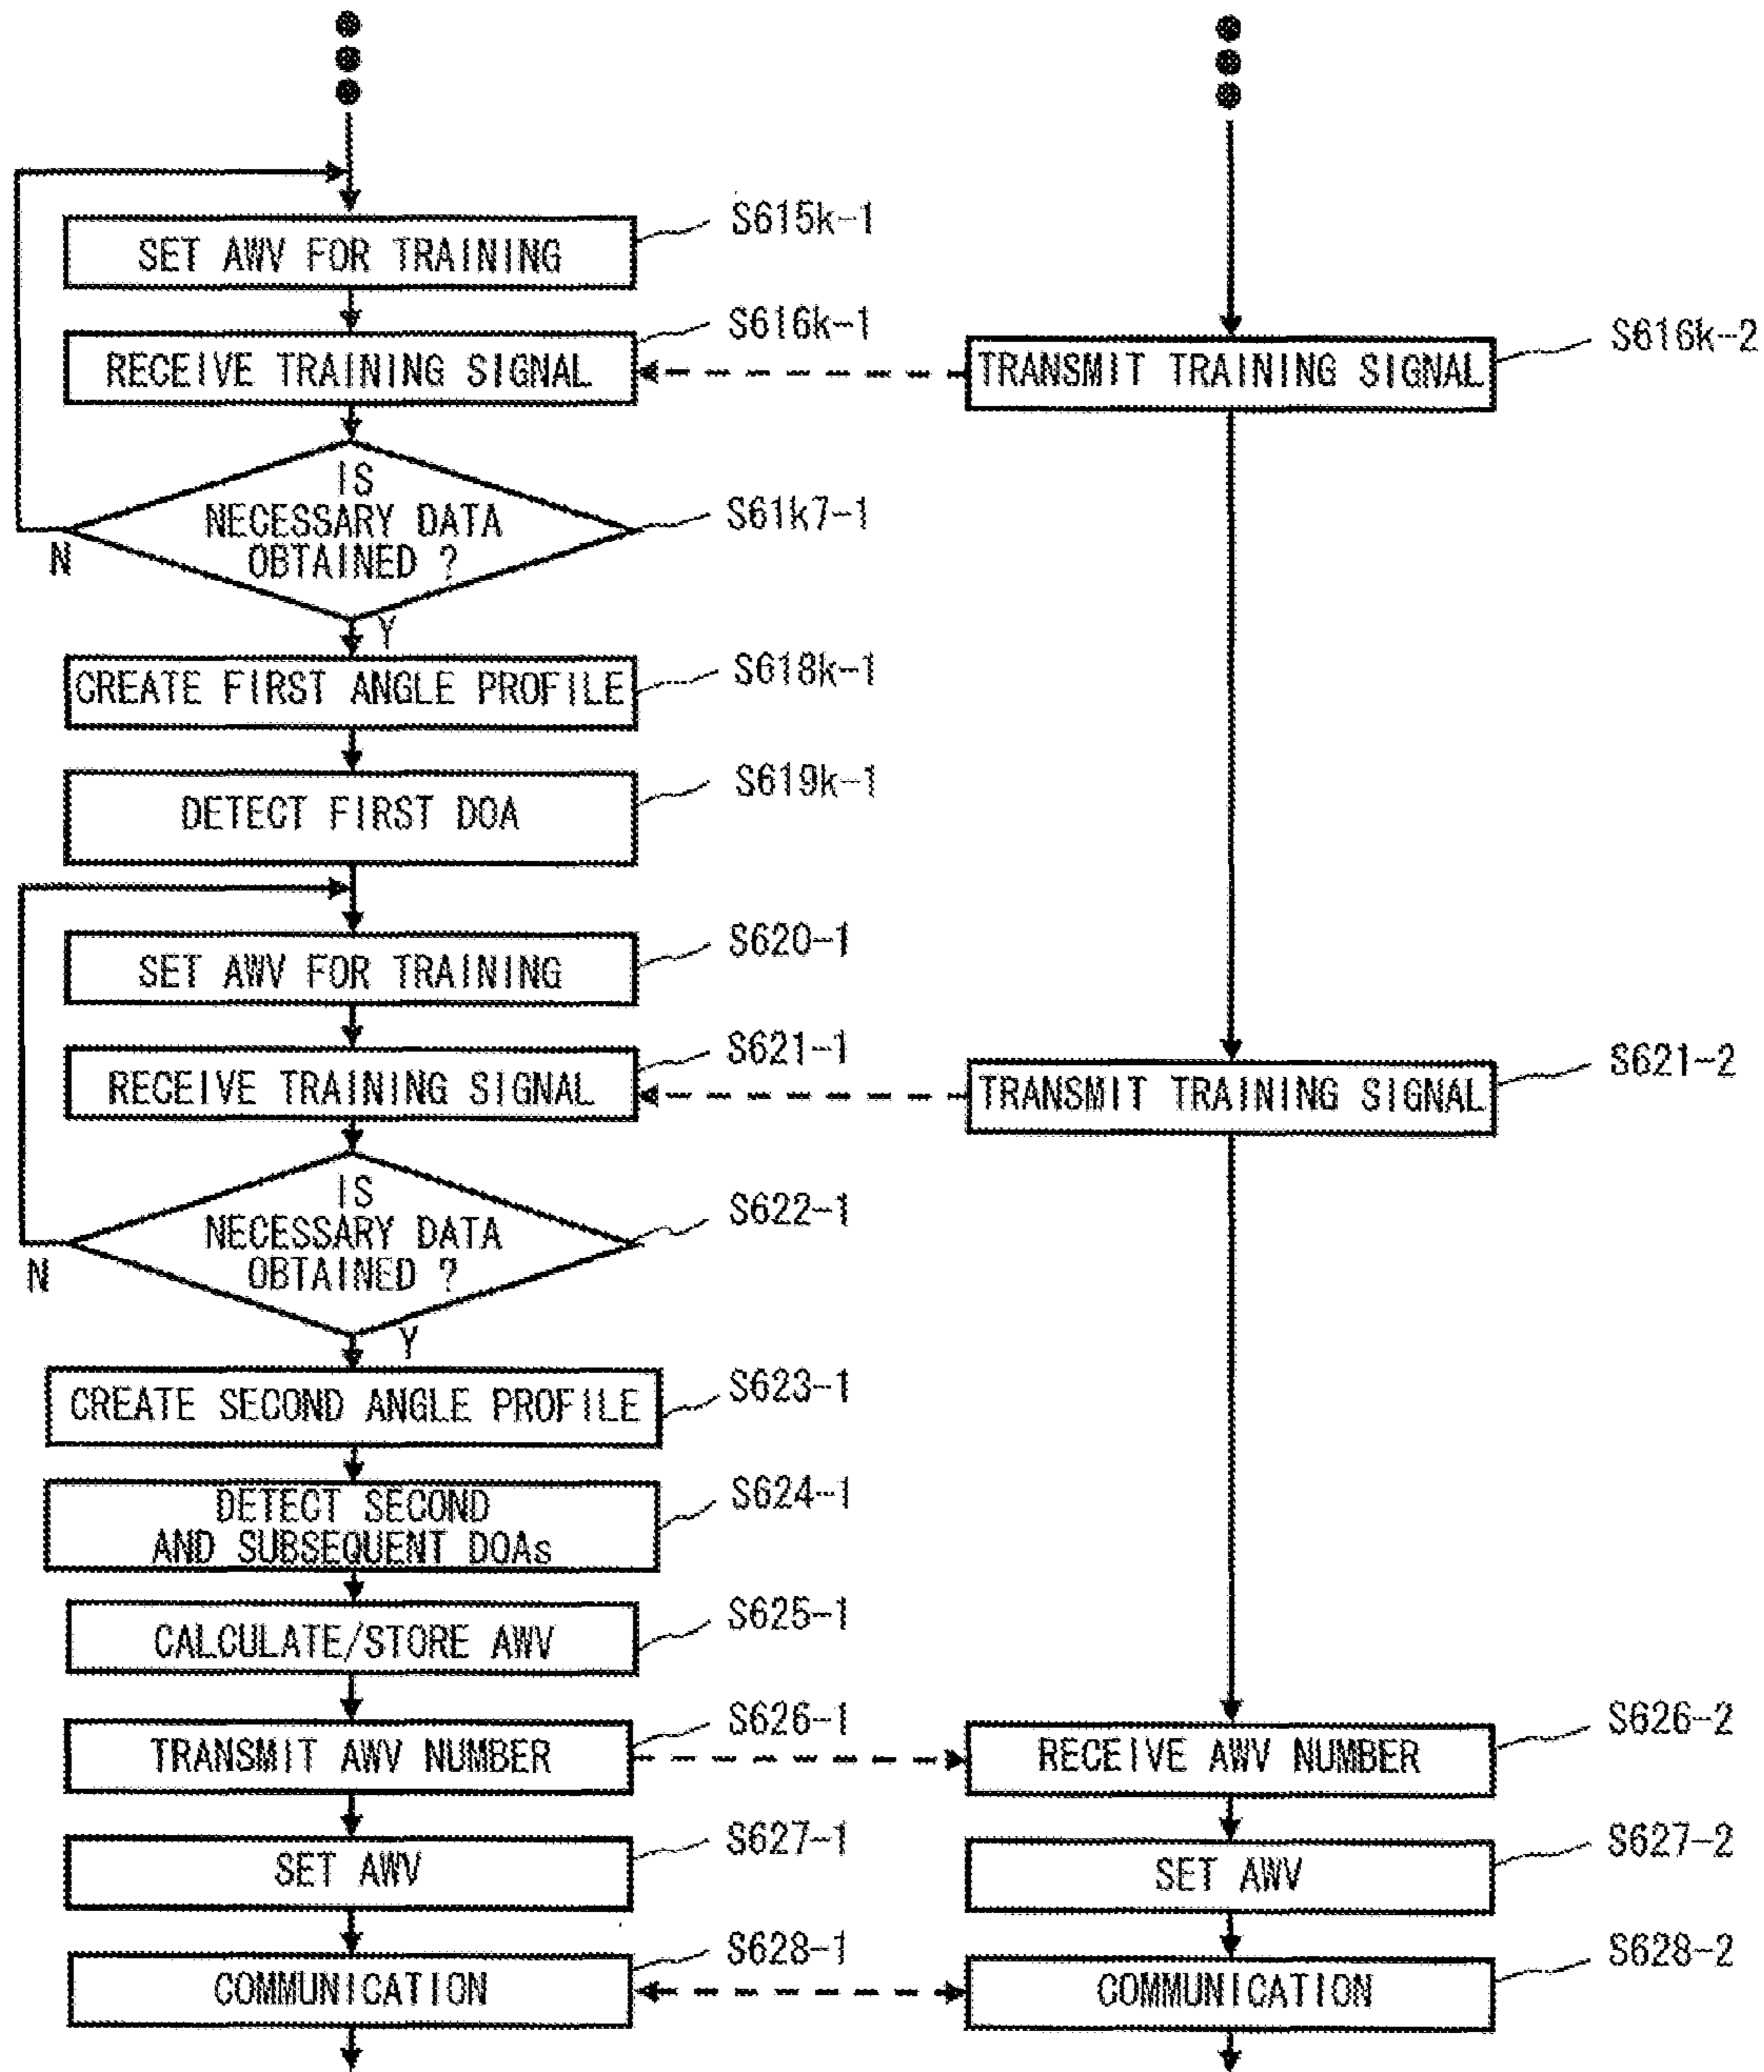 S615k-1
SET AWV FOR TRAINING
S616k-1
RECEIVE TRAINING SIGNAL
S616k-2
TRANSMIT TRAINING SIGNAL
IS
NECESSARY DATA
OBTAINED ?
S61k7-1
N
Y
S618k-1
CREATE FIRST ANGLE PROFILE
S619k-1
DETECT FIRST DOA
S620-1
SET AWV FOR TRAINING
S621-1
RECEIVE TRAINING SIGNAL
S621-2
TRANSMIT TRAINING SIGNAL
IS
NECESSARY DATA
OBTAINED ?
S622-1
N
Y
S623-1
CREATE SECOND ANGLE PROFILE
S624-1
DETECT SECOND
AND SUBSEQUENT DOAs
S625-1
CALCULATE/STORE AWV
S626-1
TRANSMIT AWV NUMBER
S626-2
RECEIVE AWV NUMBER
S627-1
SET AWV
S627-2
SET AWV
S628-1
COMMUNICATION
S628-2
COMMUNICATION